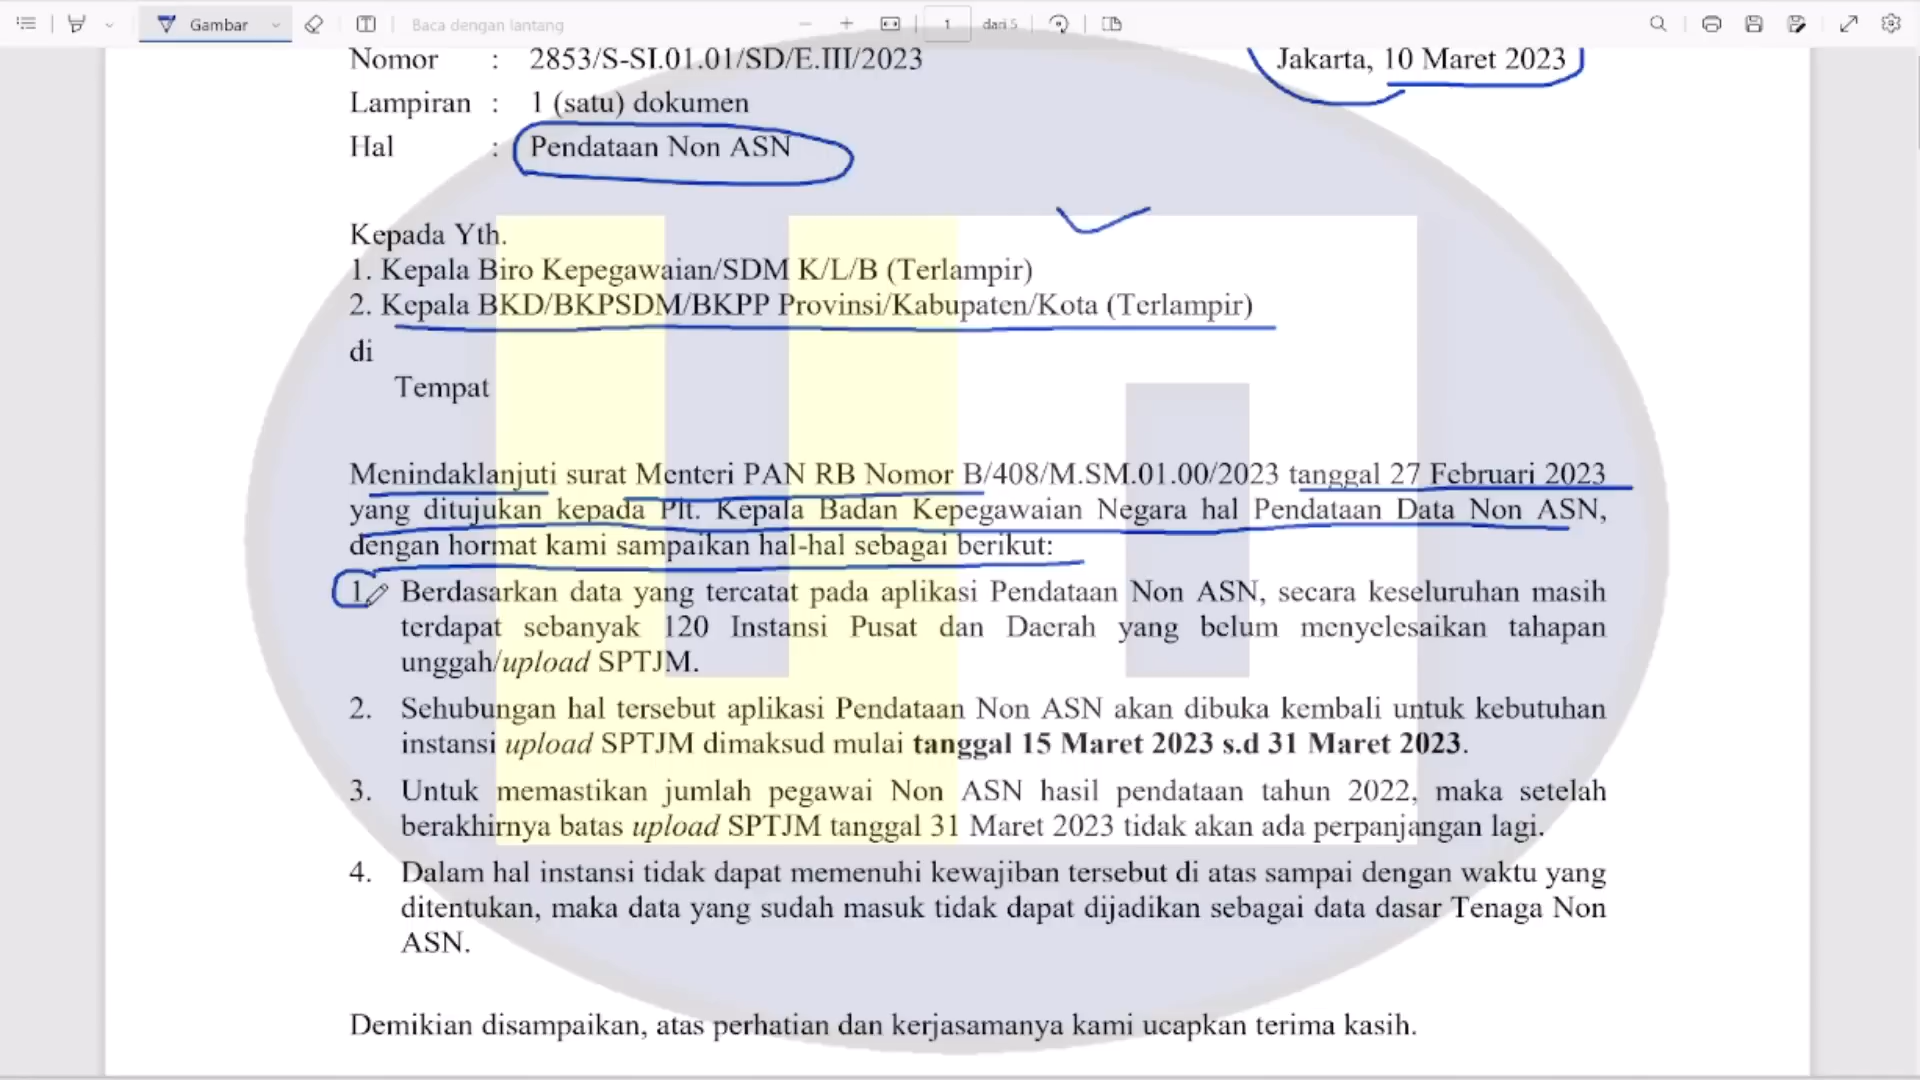 Gambar
Baca dengan lantang
1 dari 5
Nomor : 2853/S-SI.01.01/SD/E.III/2023 Jakarta, 10 Maret 2023
Lampiran : 1 (satu) dokumen
Hal : Pendataan Non ASN
Kepada Yth.
1. Kepala Biro Kepegawaian/SDM K/L/B (Terlampir)
2. Kepala BKD/BKPSDM/BKPP Provinsi/Kabupaten/Kota (Terlampir)
di
Tempat
Menindaklanjuti surat Menteri PAN RB Nomor B/408/M.SM.01.00/2023 tanggal 27 Februari 2023
yang ditujukan kepada Plt. Kepala Badan Kepegawaian Negara hal Pendataan Data Non ASN,
dengan hormat kami sampaikan hal-hal sebagai berikut:
1. Berdasarkan data yang tercatat pada aplikasi Pendataan Non ASN, secara keseluruhan masih
terdapat sebanyak 120 Instansi Pusat dan Daerah yang belum menyelesaikan tahapan
unggah/upload SPTJM.
2. Sehubungan hal tersebut aplikasi Pendataan Non ASN akan dibuka kembali untuk kebutuhan
instansi upload SPTJM dimaksud mulai tanggal 15 Maret 2023 s.d 31 Maret 2023.
3. Untuk memastikan jumlah pegawai Non ASN hasil pendataan tahun 2022, maka setelah
berakhirnya batas upload SPTJM tanggal 31 Maret 2023 tidak akan ada perpanjangan lagi.
4. Dalam hal instansi tidak dapat memenuhi kewajiban tersebut di atas sampai dengan waktu yang
ditentukan, maka data yang sudah masuk tidak dapat dijadikan sebagai data dasar Tenaga Non
ASN.
Demikian disampaikan, atas perhatian dan kerjasamanya kami ucapkan terima kasih.